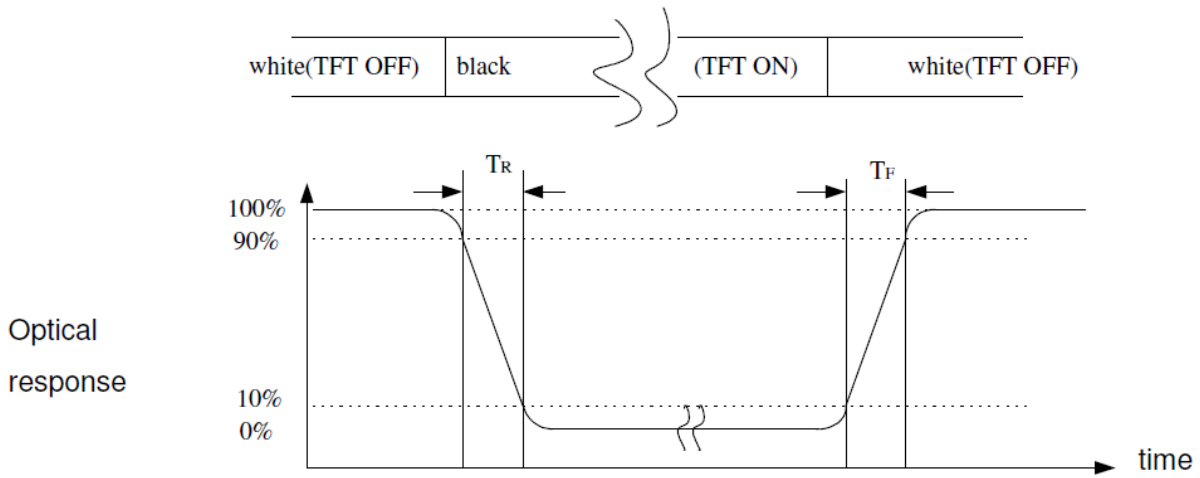 white(TFT OFF) black (TFT ON) white(TFT OFF)
TR TF
100%
90%
Optical
response
10%
0%
time